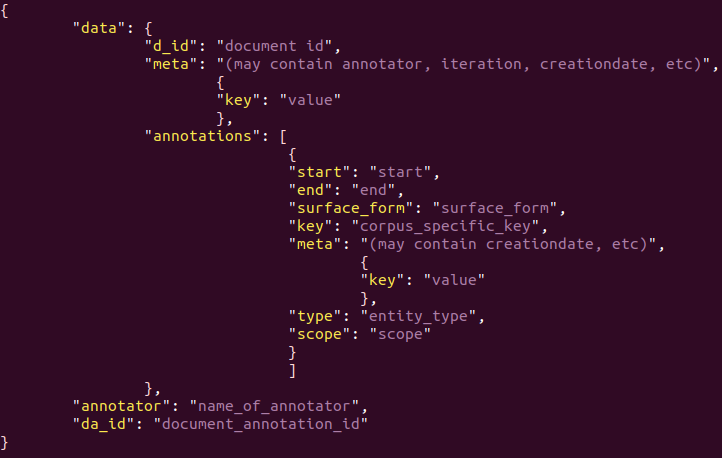 {
"data": {
"d_id": "document id",
"meta": "(may contain annotator, iteration, creationdate, etc)",
{
"key": "value"
},
"annotations": [
{
"start": "start",
"end": "end",
"surface_form": "surface_form",
"key": "corpus_specific_key",
"meta": "(may contain creationdate, etc)",
{
"key": "value"
},
"type": "entity_type",
"scope": "scope"
}
]
},
"annotator": "name_of_annotator",
"da_id": "document_annotation_id"
}